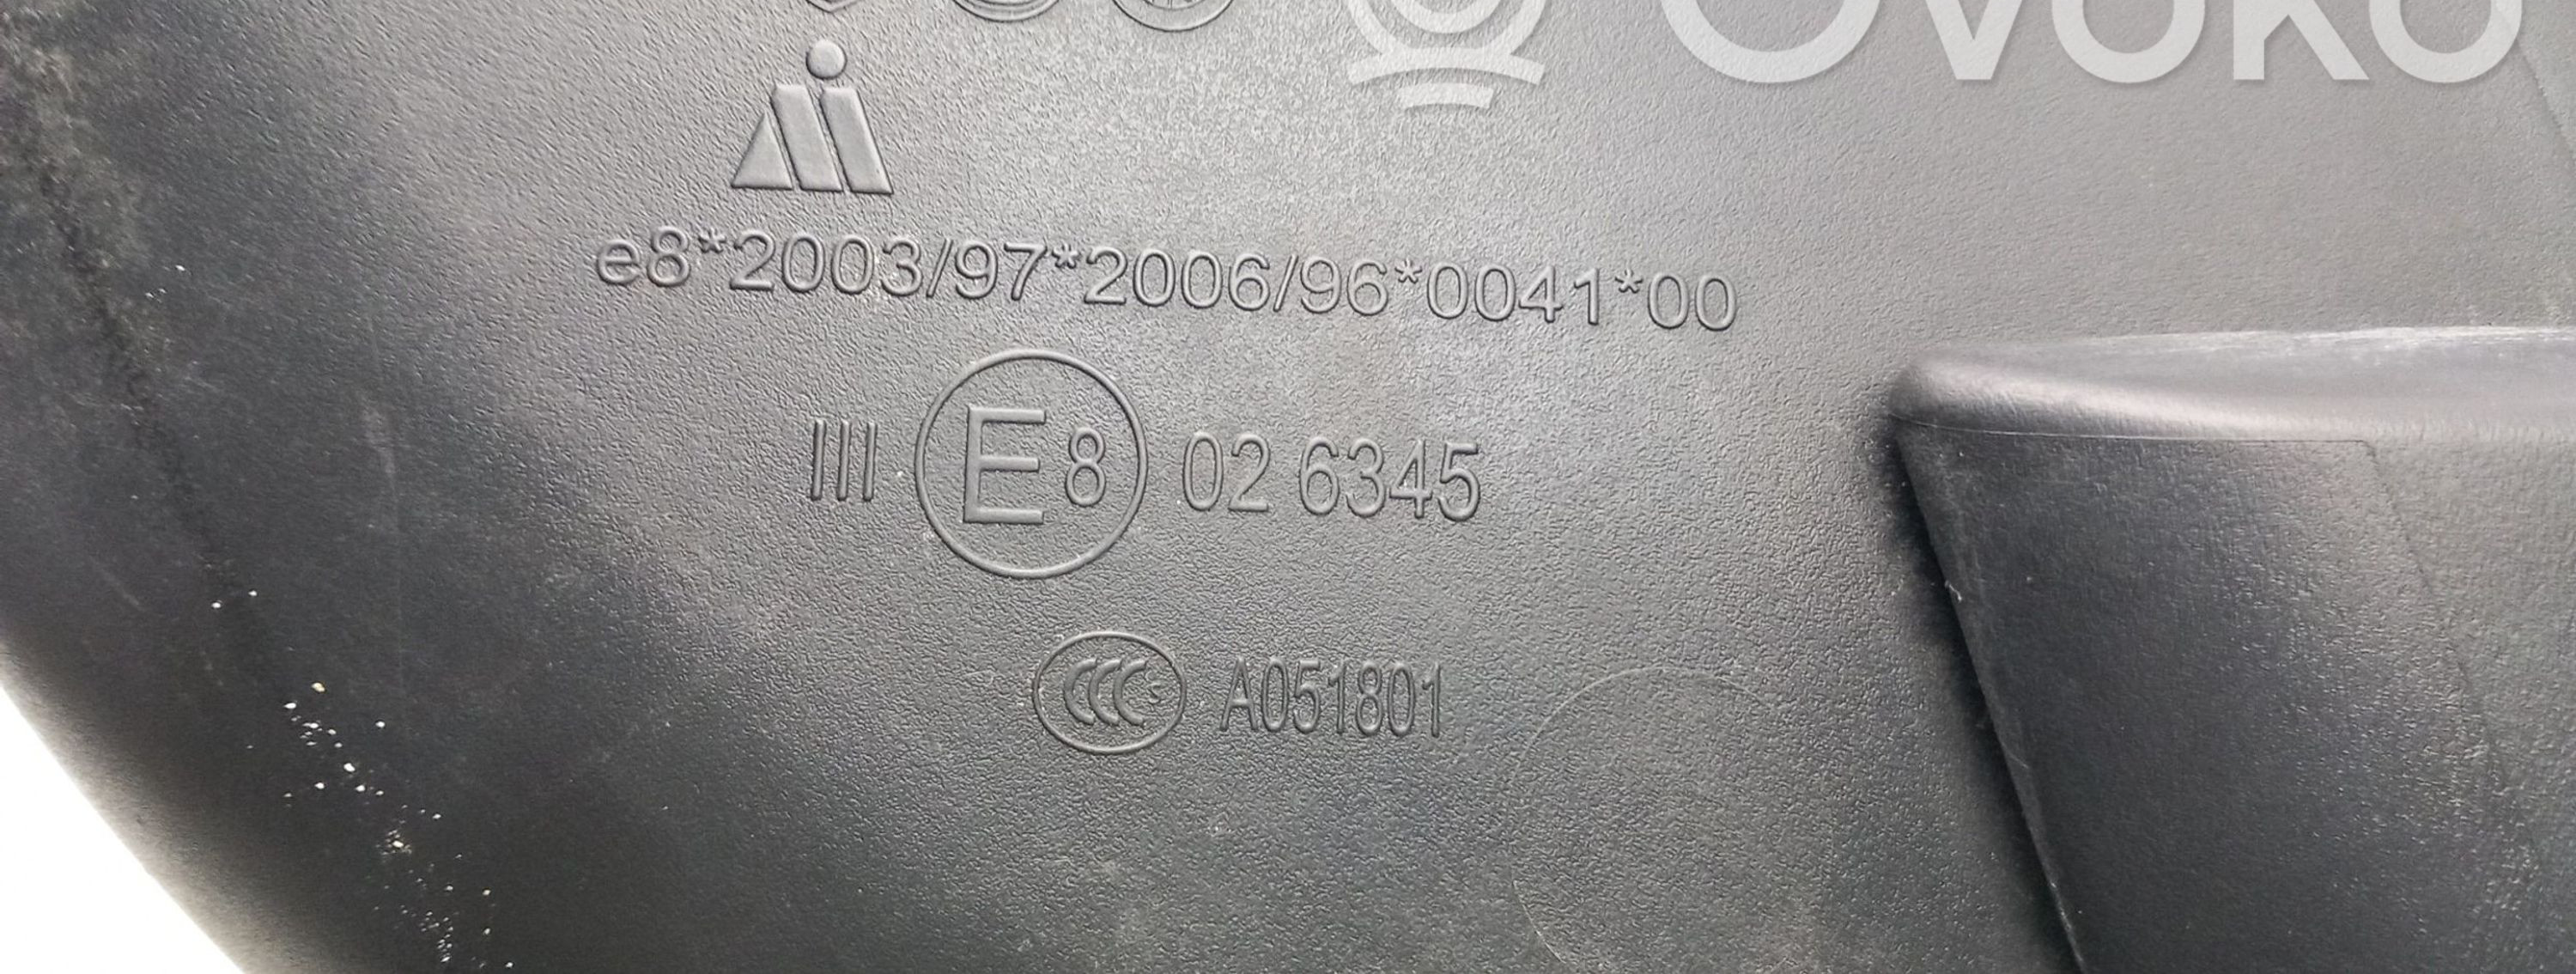 OVOKO
e8*2003/97*2006/96*0041*00
III E8 02 6345
CCC S A051801